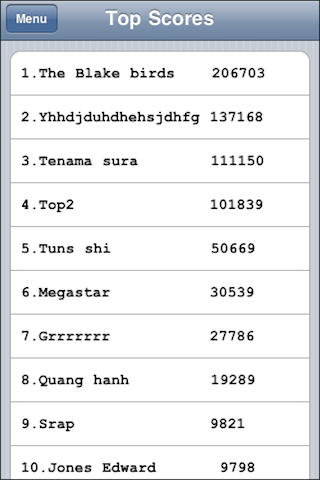 Menu
Top Scores
1.The Blake birds 206703
2.Yhhdjduhdhehsjdhfg 137168
3.Tenama sura 111150
4.Top2 101839
5.Tuns shi 50669
6.Megastar 30539
7.Grrrrrrr 27786
8.Quang hanh 19289
9.Srap 9821
10.Jones Edward 9798